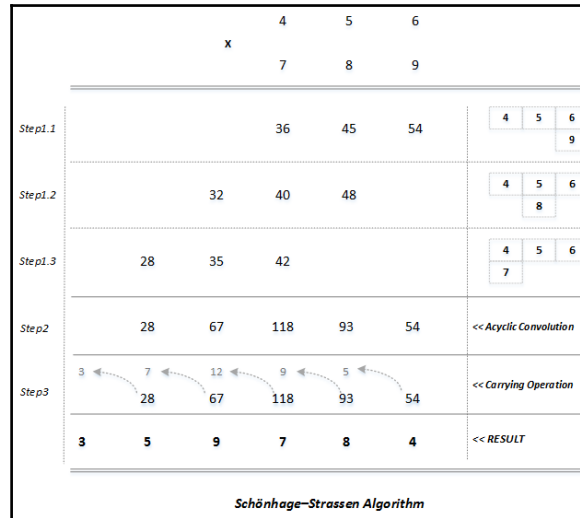 4 5 6
x
7 8 9
Step1.1 36 45 54 4 5 6
9
Step1.2 32 40 48 4 5 6
8
Step1.3 28 35 42 4 5 6
7
Step2 28 67 118 93 54 << Acyclic Convolution
3 7 12 9 5
Step3 28 67 118 93 54 << Carrying Operation
3 5 9 7 8 4 << RESULT
Schönhage–Strassen Algorithm